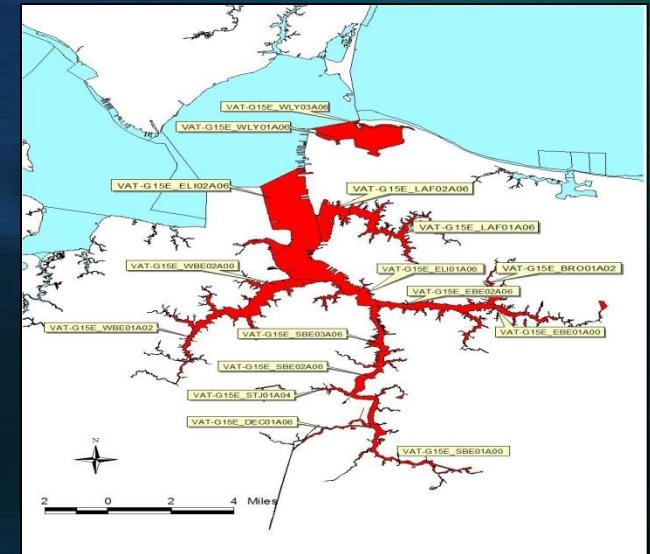 VAT-G15E_WLY03A06
VAT-G15E_WLY01A06
VAT-G15E_ELI02A06
VAT-G15E_LAF02A06
VAT-G15E_LAF01A06
VAT-G15E_WBE02A00
VAT-G15E_ELI01A06
VAT-G15E_BRO01A02
VAT-G15E_EBE02A06
VAT-G15E_WBE01A02
VAT-G15E_SBE03A06
VAT-G15E_EBE01A00
VAT-G15E_SBE02A06
VAT-G15E_STJ01A04
VAT-G15E_DEC01A06
VAT-G15E_SBE01A00
N
2 0 2 4 Miles